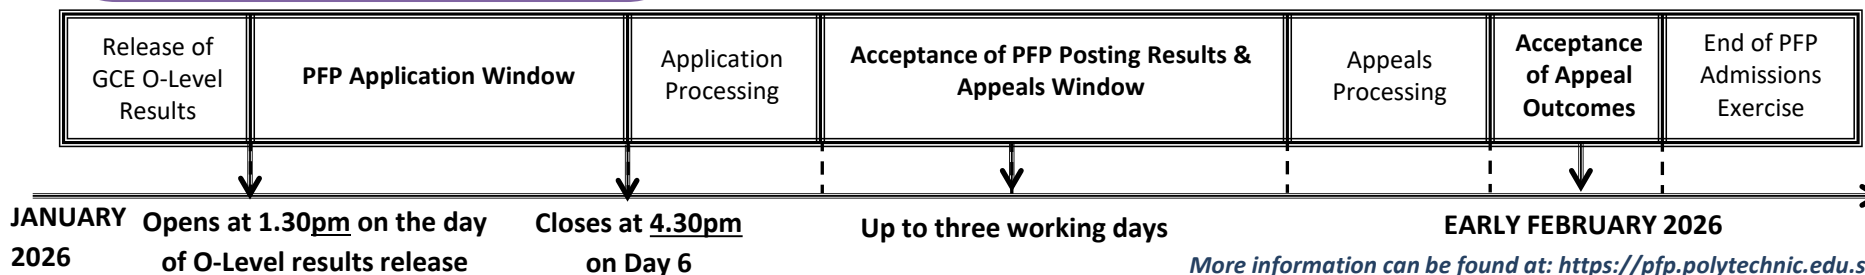 Release of
GCE O-Level
Results
PFP Application Window
Application
Processing
Acceptance of PFP Posting Results &
Appeals Window
Appeals
Processing
Acceptance
of Appeal
Outcomes
End of PFP
Admissions
Exercise
JANUARY
2026
Opens at 1.30pm on the day
of O-Level results release
Closes at 4.30pm
on Day 6
Up to three working days
EARLY FEBRUARY 2026
More information can be found at: https://pfp.polytechnic.edu.s